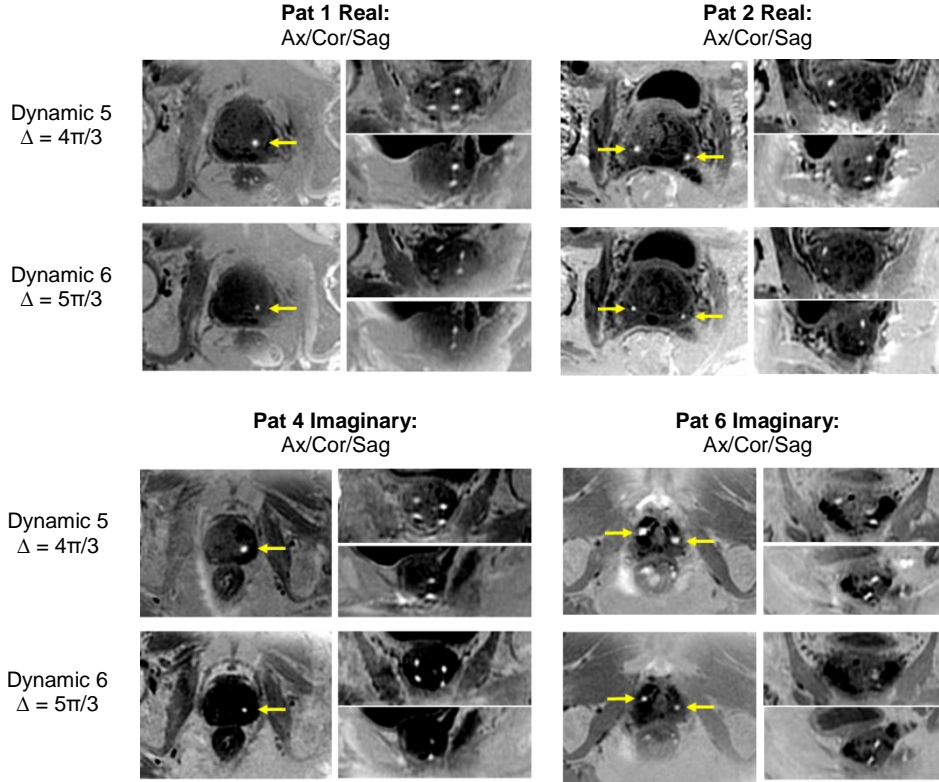 Pat 1 Real:
Ax/Cor/Sag
Pat 2 Real:
Ax/Cor/Sag
Dynamic 5
Δ = 4π/3
Dynamic 6
Δ = 5π/3
Pat 4 Imaginary:
Ax/Cor/Sag
Pat 6 Imaginary:
Ax/Cor/Sag
Dynamic 5
Δ = 4π/3
Dynamic 6
Δ = 5π/3